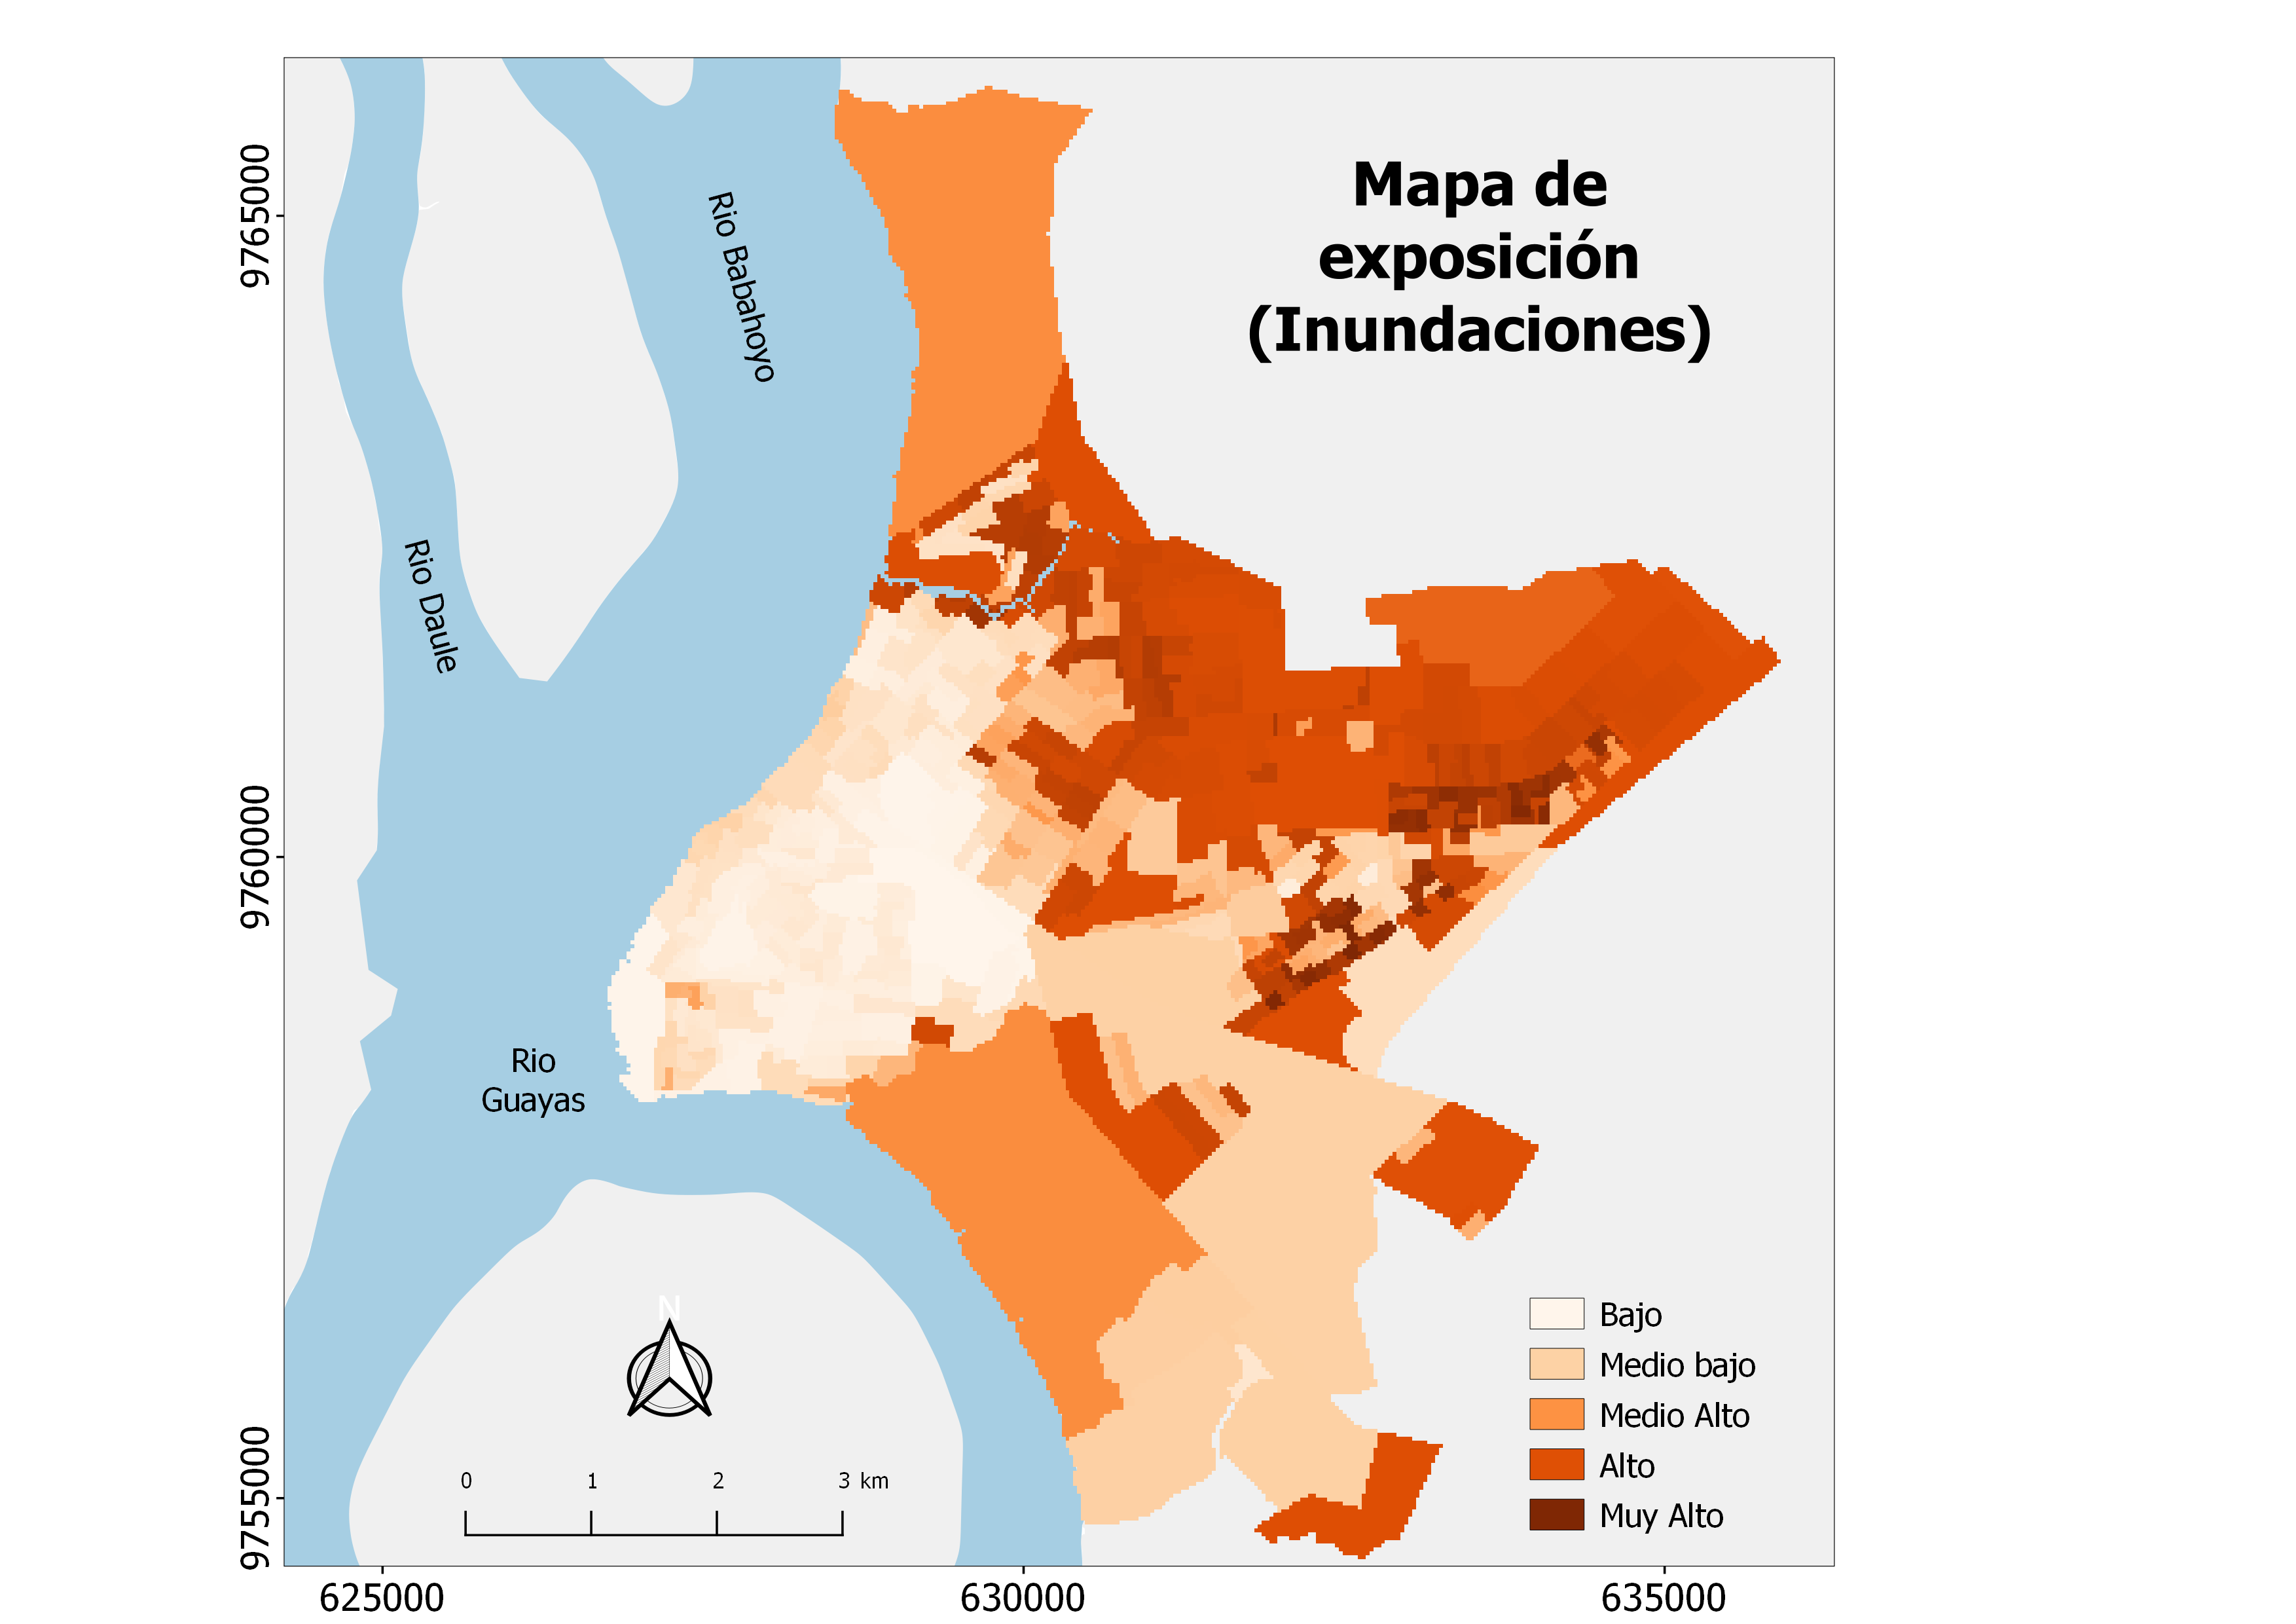 Mapa de
exposición
(Inundaciones)
Rio Babahoyo
Rio Daule
Rio
Guayas
N
0 1 2 3 km
Bajo
Medio bajo
Medio Alto
Alto
Muy Alto
9765000
9760000
9755000
625000 630000 635000